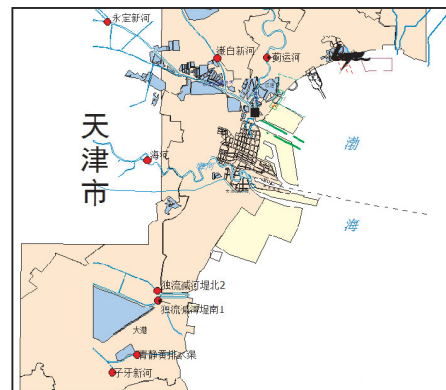 永定新河
潮白新河
蓟运河
天津市
海河
渤海
独流减河堤北2
独流减河堤南1
大港
青静黄排水渠
子牙新河